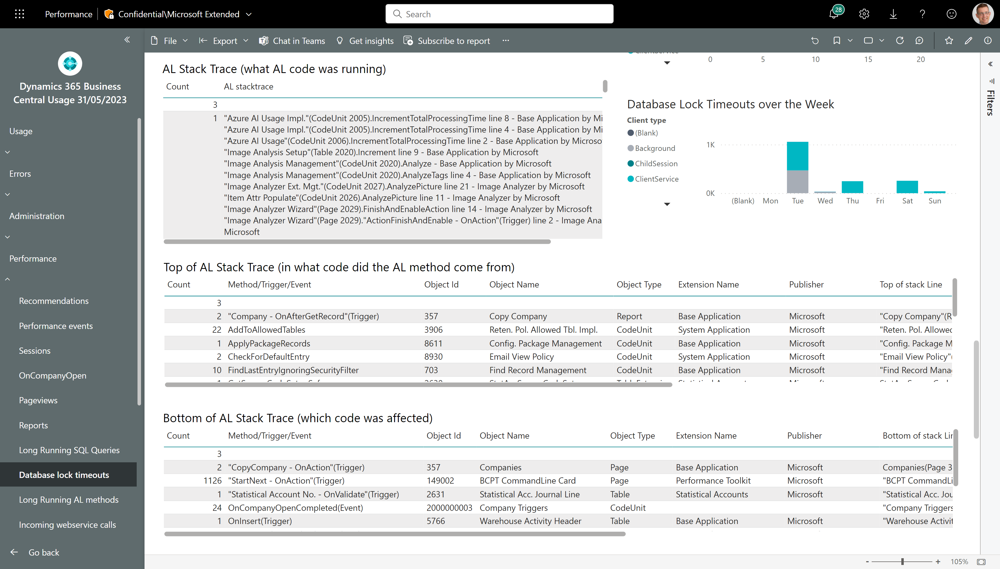 Performance
Confidential\Microsoft Extended
Search
28
File
Export
Chat in Teams
Get insights
Subscribe to report
Dynamics 365 Business
Central Usage 31/05/2023
Usage
Errors
Administration
Performance
Recommendations
Performance events
Sessions
OnCompanyOpen
Pageviews
Reports
Long Running SQL Queries
Database lock timeouts
Long Running AL methods
Incoming webservice calls
Go back
AL Stack Trace (what AL code was running)
Count AL stacktrace
3
1 "Azure AI Usage Impl."(CodeUnit 2005).IncrementTotalProcessingTime line 8 - Base Application by Mi
"Azure AI Usage Impl."(CodeUnit 2005).IncrementTotalProcessingTime line 4 - Base Application by Mi
"Azure AI Usage"(CodeUnit 2006).IncrementTotalProcessingTime line 2 - Base Application by Microso
"Image Analysis Setup"(Table 2020).Increment line 9 - Base Application by Microsoft
"Image Analysis Management"(CodeUnit 2020).Analyze - Base Application by Microsoft
"Image Analysis Management"(CodeUnit 2020).AnalyzeTags line 4 - Base Application by Microsoft
"Image Analyzer Ext. Mgt."(CodeUnit 2027).AnalyzePicture line 21 - Image Analyzer by Microsoft
"Item Attr Populate"(CodeUnit 2026).AnalyzePicture line 11 - Image Analyzer by Microsoft
"Image Analyzer Wizard"(Page 2029).FinishAndEnableAction line 14 - Image Analyzer by Microsoft
"Image Analyzer Wizard"(Page 2029)."ActionFinishAndEnable - OnAction"(Trigger) line 2 - Image Ana
Microsoft
0 5 10 15 20
Database Lock Timeouts over the Week
Client type
(Blank)
Background
ChildSession
ClientService
1K
0K
(Blank) Mon Tue Wed Thu Fri Sat Sun
Filters
Top of AL Stack Trace (in what code did the AL method come from)
Count Method/Trigger/Event Object Id Object Name Object Type Extension Name Publisher Top of stack Line
3
2 "Company - OnAfterGetRecord"(Trigger) 357 Copy Company Report Base Application Microsoft "Copy Company"(R
22 AddToAllowedTables 3906 Reten. Pol. Allowed Tbl. Impl. CodeUnit System Application Microsoft "Reten. Pol. Allowed
1 ApplyPackageRecords 8611 Config. Package Management CodeUnit Base Application Microsoft "Config. Package M
2 CheckForDefaultEntry 8930 Email View Policy CodeUnit System Application Microsoft "Email View Policy"(
10 FindLastEntryIgnoringSecurityFilter 703 Find Record Management CodeUnit Base Application Microsoft "Find Record Mana
Bottom of AL Stack Trace (which code was affected)
Count Method/Trigger/Event Object Id Object Name Object Type Extension Name Publisher Bottom of stack Lin
3
2 "CopyCompany - OnAction"(Trigger) 357 Companies Page Base Application Microsoft Companies(Page 3
1126 "StartNext - OnAction"(Trigger) 149002 BCPT CommandLine Card Page Performance Toolkit Microsoft "BCPT CommandLi
1 "Statistical Account No. - OnValidate"(Trigger) 2631 Statistical Acc. Journal Line Table Statistical Accounts Microsoft "Statistical Acc. Jou
24 OnCompanyOpenCompleted(Event) 2000000003 Company Triggers CodeUnit "Company Triggers
1 OnInsert(Trigger) 5766 Warehouse Activity Header Table Base Application Microsoft "Warehouse Activit
- + 105%